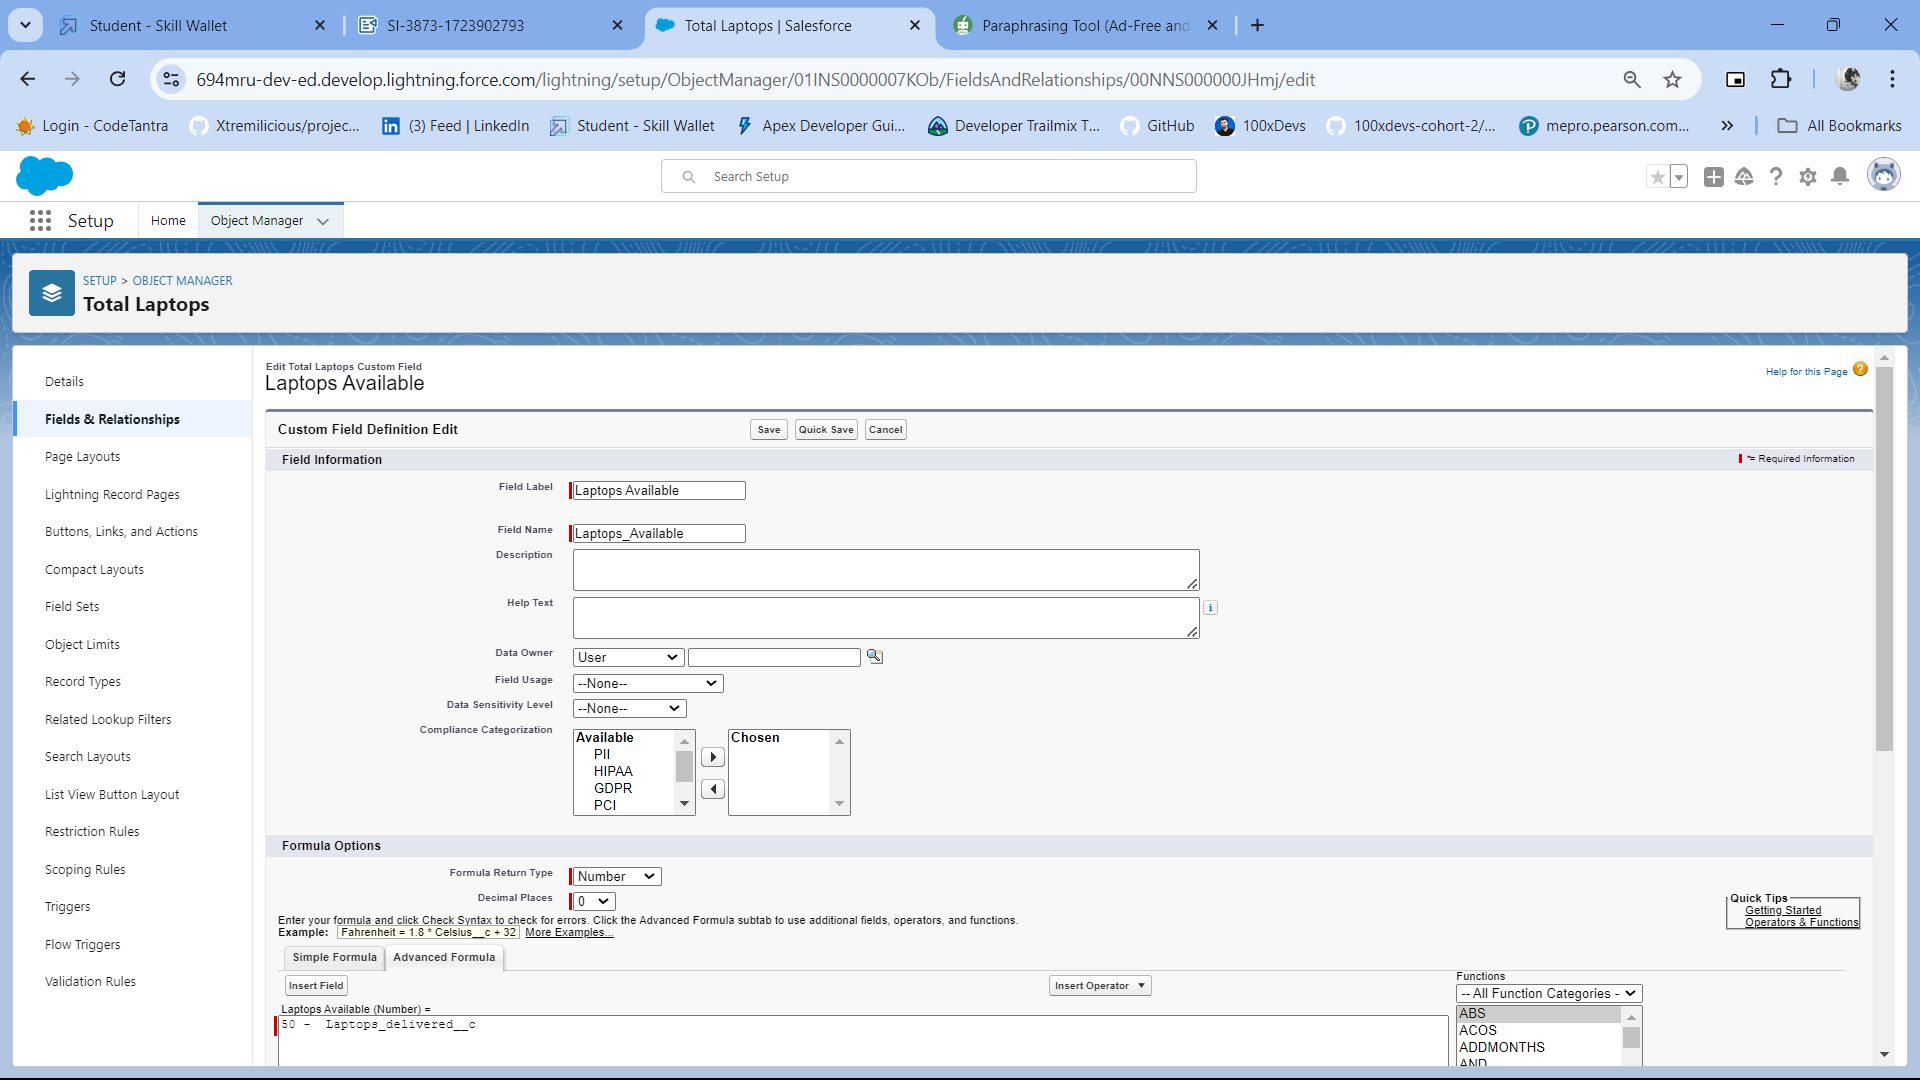 Student - Skill Wallet
SI-3873-1723902793
Total Laptops | Salesforce
Paraphrasing Tool (Ad-Free and
694mru-dev-ed.develop.lightning.force.com/lightning/setup/ObjectManager/01INS0000007KOb/FieldsAndRelationships/00NNS000000JHmj/edit
Login - CodeTantra
Xtremilicious/projec...
(3) Feed | LinkedIn
Student - Skill Wallet
Apex Developer Gui...
Developer Trailmix T...
GitHub
100xDevs
100xdevs-cohort-2/...
mepro.pearson.com...
All Bookmarks
Search Setup
Setup
Home
Object Manager
SETUP > OBJECT MANAGER
Total Laptops
Details
Fields & Relationships
Page Layouts
Lightning Record Pages
Buttons, Links, and Actions
Compact Layouts
Field Sets
Object Limits
Record Types
Related Lookup Filters
Search Layouts
List View Button Layout
Restriction Rules
Scoping Rules
Triggers
Flow Triggers
Validation Rules
Edit Total Laptops Custom Field
Laptops Available
Help for this Page
Custom Field Definition Edit
Save
Quick Save
Cancel
Field Information
= Required Information
Field Label
Laptops Available
Field Name
Laptops_Available
Description
Help Text
Data Owner
User
Field Usage
--None--
Data Sensitivity Level
--None--
Compliance Categorization
Available
PII
HIPAA
GDPR
PCI
Chosen
Formula Options
Formula Return Type
Number
Decimal Places
0
Enter your formula and click Check Syntax to check for errors. Click the Advanced Formula subtab to use additional fields, operators, and functions.
Example: Fahrenheit = 1.8 * Celsius__c + 32 More Examples...
Quick Tips
Getting Started
Operators & Functions
Simple Formula
Advanced Formula
Insert Field
Insert Operator
Functions
-- All Function Categories -
Laptops Available (Number) =
50 -  Laptops_delivered__c
ABS
ACOS
ADDMONTHS
AND